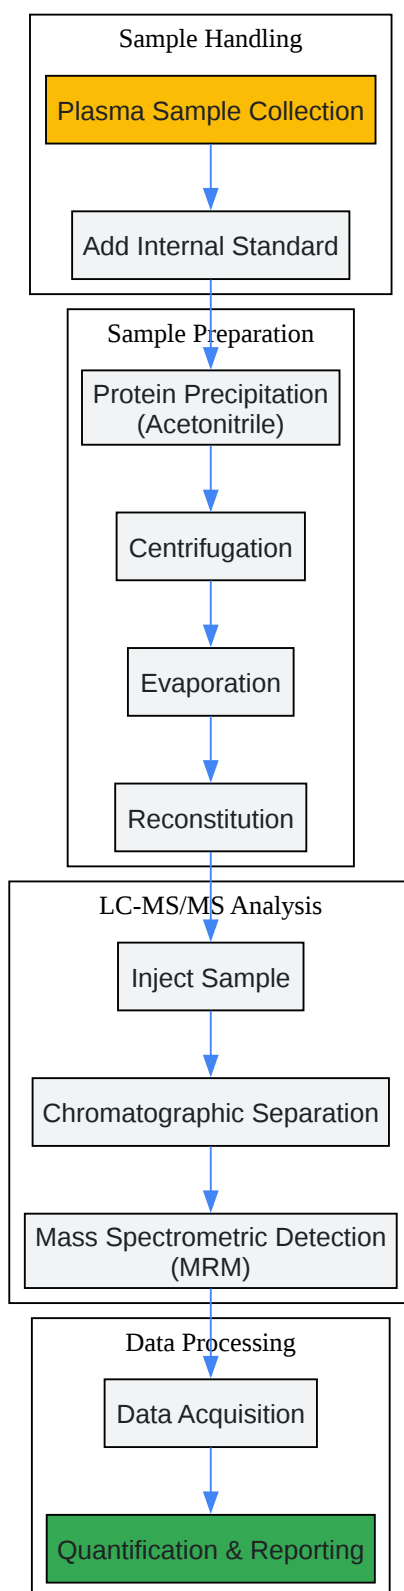 Sample Handling
Plasma Sample Collection
Add Internal Standard
Sample Preparation
Protein Precipitation
(Acetonitrile)
Centrifugation
Evaporation
Reconstitution
LC-MS/MS Analysis
Inject Sample
Chromatographic Separation
Mass Spectrometric Detection
(MRM)
Data Processing
Data Acquisition
Quantification & Reporting